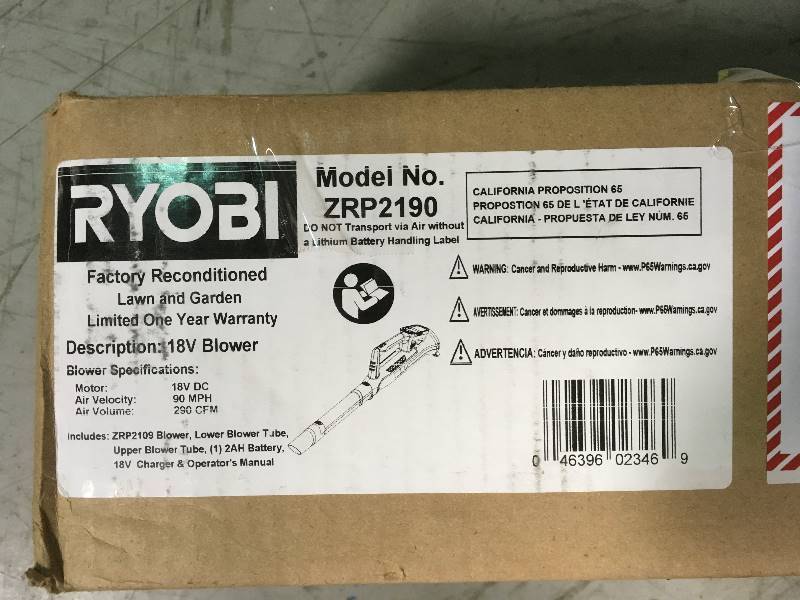 RYOBI
Factory Reconditioned
Lawn and Garden
Limited One Year Warranty
Description: 18V Blower
Blower Specifications:
Motor: 18V DC
Air Velocity: 90 MPH
Air Volume: 290 CFM
Includes: ZRP2109 Blower, Lower Blower Tube,
Upper Blower Tube, (1) 2AH Battery,
18V Charger & Operator's Manual
Model No.
ZRP2190
DO NOT Transport via Air without
a Lithium Battery Handling Label
CALIFORNIA PROPOSITION 65
PROPOSTION 65 DE L 'ÉTAT DE CALIFORNIE
CALIFORNIA - PROPUESTA DE LEY NÚM. 65
WARNING: Cancer and Reproductive Harm - www.P65Warnings.ca.gov
AVERTISSEMENT: Cancer et dommages à la reproduction- www.P65Warnings.ca.gov
ADVERTENCIA: Cáncer y daño reproductivo - www.P65Warnings.ca.gov
0 46396 02346 9